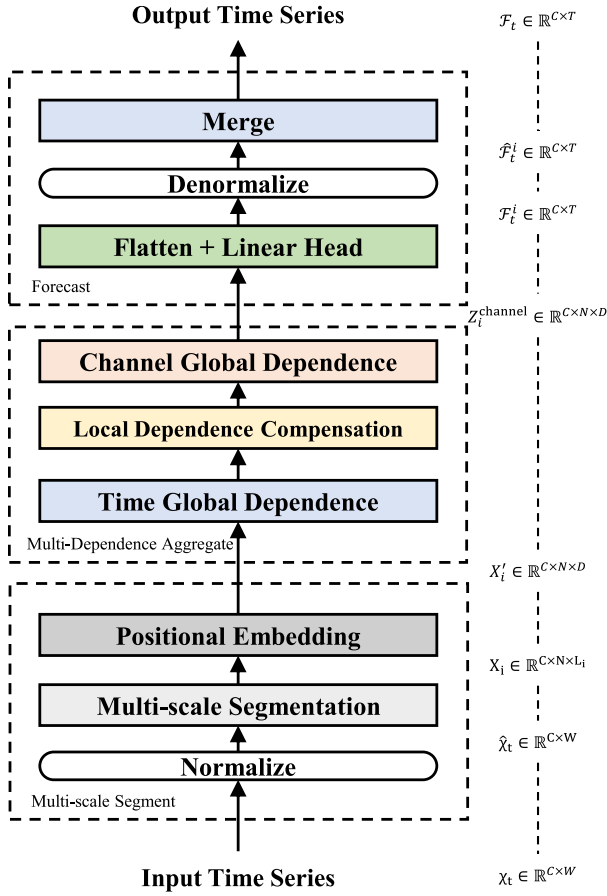 Output Time Series
ℱ_t ∈ ℝ^{C×T}
Merge
ℱ̂_t^i ∈ ℝ^{C×T}
Denormalize
ℱ_t^i ∈ ℝ^{C×T}
Flatten + Linear Head
Forecast
Z_i^{channel} ∈ ℝ^{C×N×D}
Channel Global Dependence
Local Dependence Compensation
Time Global Dependence
Multi-Dependence Aggregate
X_i′ ∈ ℝ^{C×N×D}
Positional Embedding
X_i ∈ ℝ^{C×N×L_i}
Multi-scale Segmentation
χ̂_t ∈ ℝ^{C×W}
Normalize
Multi-scale Segment
Input Time Series
χ_t ∈ ℝ^{C×W}